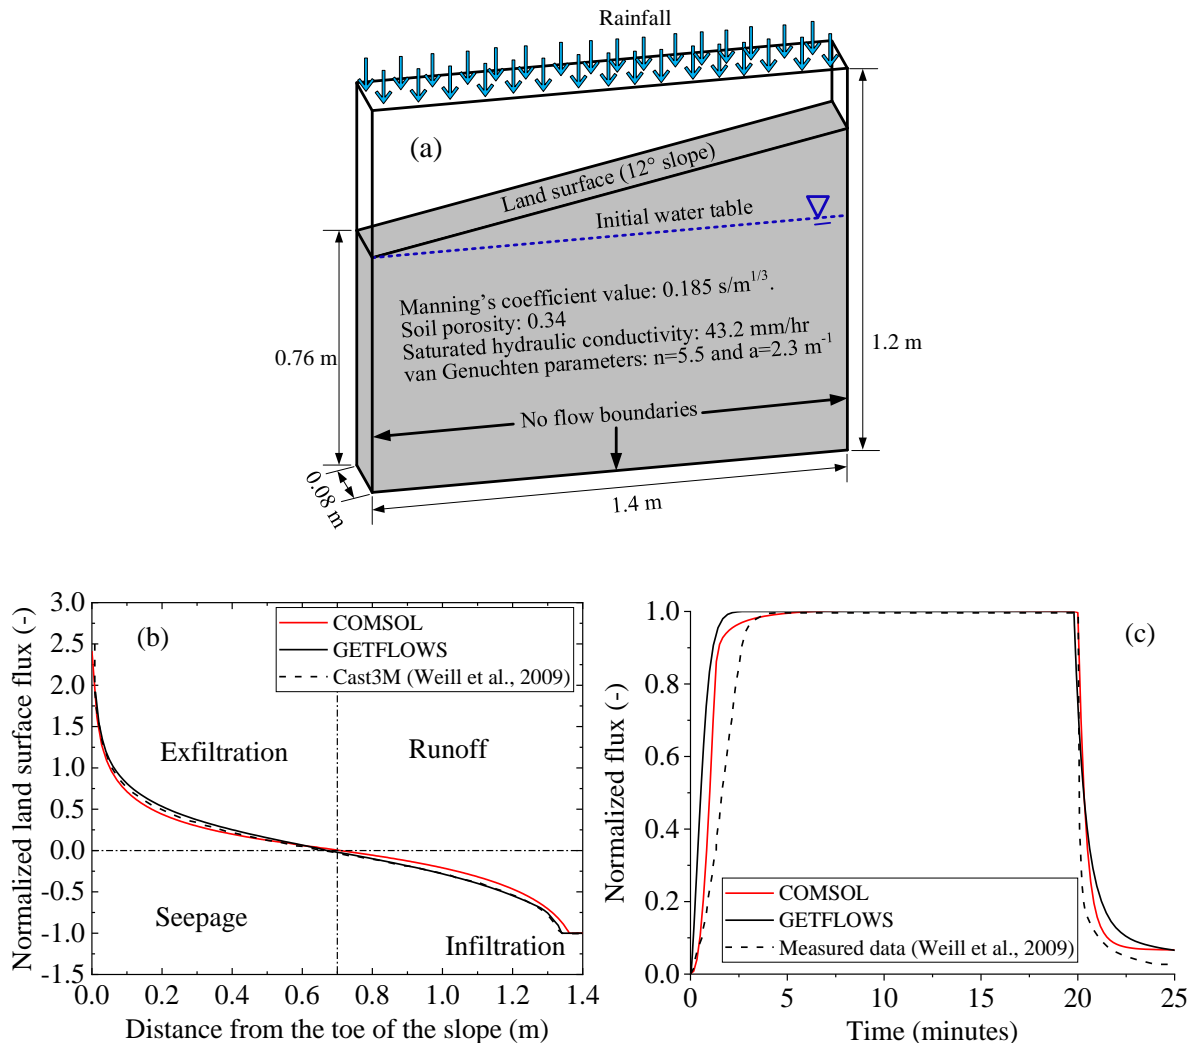 Rainfall
(a)
Land surface (12° slope)
Initial water table
Manning's coefficient value: 0.185 s/m^1/3.
Soil porosity: 0.34
Saturated hydraulic conductivity: 43.2 mm/hr
van Genuchten parameters: n=5.5 and a=2.3 m^-1
0.76 m
1.2 m
No flow boundaries
0.08 m
1.4 m
(b)
COMSOL
GETFLOWS
Cast3M (Weill et al., 2009)
Exfiltration
Runoff
Seepage
Infiltration
Normalized land surface flux (-)
3.0
2.5
2.0
1.5
1.0
0.5
0.0
-0.5
-1.0
-1.5
0.0 0.2 0.4 0.6 0.8 1.0 1.2 1.4
Distance from the toe of the slope (m)
(c)
Normalized flux (-)
1.0
0.8
0.6
0.4
0.2
0.0
COMSOL
GETFLOWS
Measured data (Weill et al., 2009)
0 5 10 15 20 25
Time (minutes)